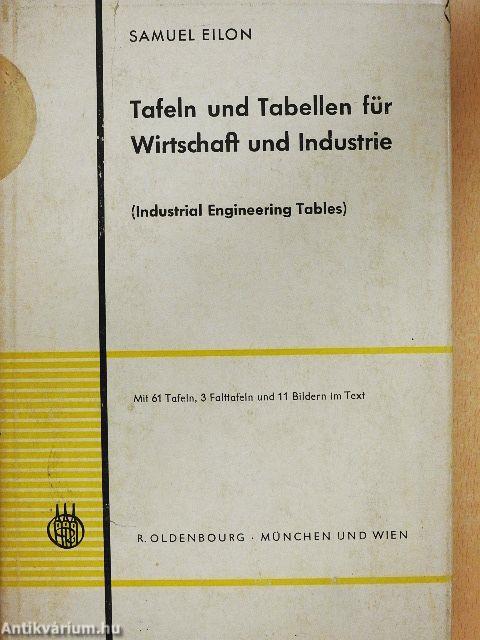 SAMUEL EILON
Tafeln und Tabellen für
Wirtschaft und Industrie
(Industrial Engineering Tables)
Mit 61 Tafeln, 3 Falttafeln und 11 Bildern im Text
R. OLDENBOURG · MÜNCHEN UND WIEN
Antikvárium.hu